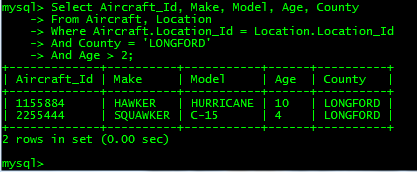 mysql> Select Aircraft_Id, Make, Model, Age, County
    -> From Aircraft, Location
    -> Where Aircraft.Location_Id = Location.Location_Id
    -> And County = 'LONGFORD'
    -> And Age > 2;
+-------------+----------+-----------+------+----------+
| Aircraft_Id | Make     | Model     | Age  | County   |
+-------------+----------+-----------+------+----------+
| 1155884     | HAWKER   | HURRICANE | 10   | LONGFORD |
| 2255444     | SQUAWKER | C-15      | 4    | LONGFORD |
+-------------+----------+-----------+------+----------+
2 rows in set (0.00 sec)
mysql>